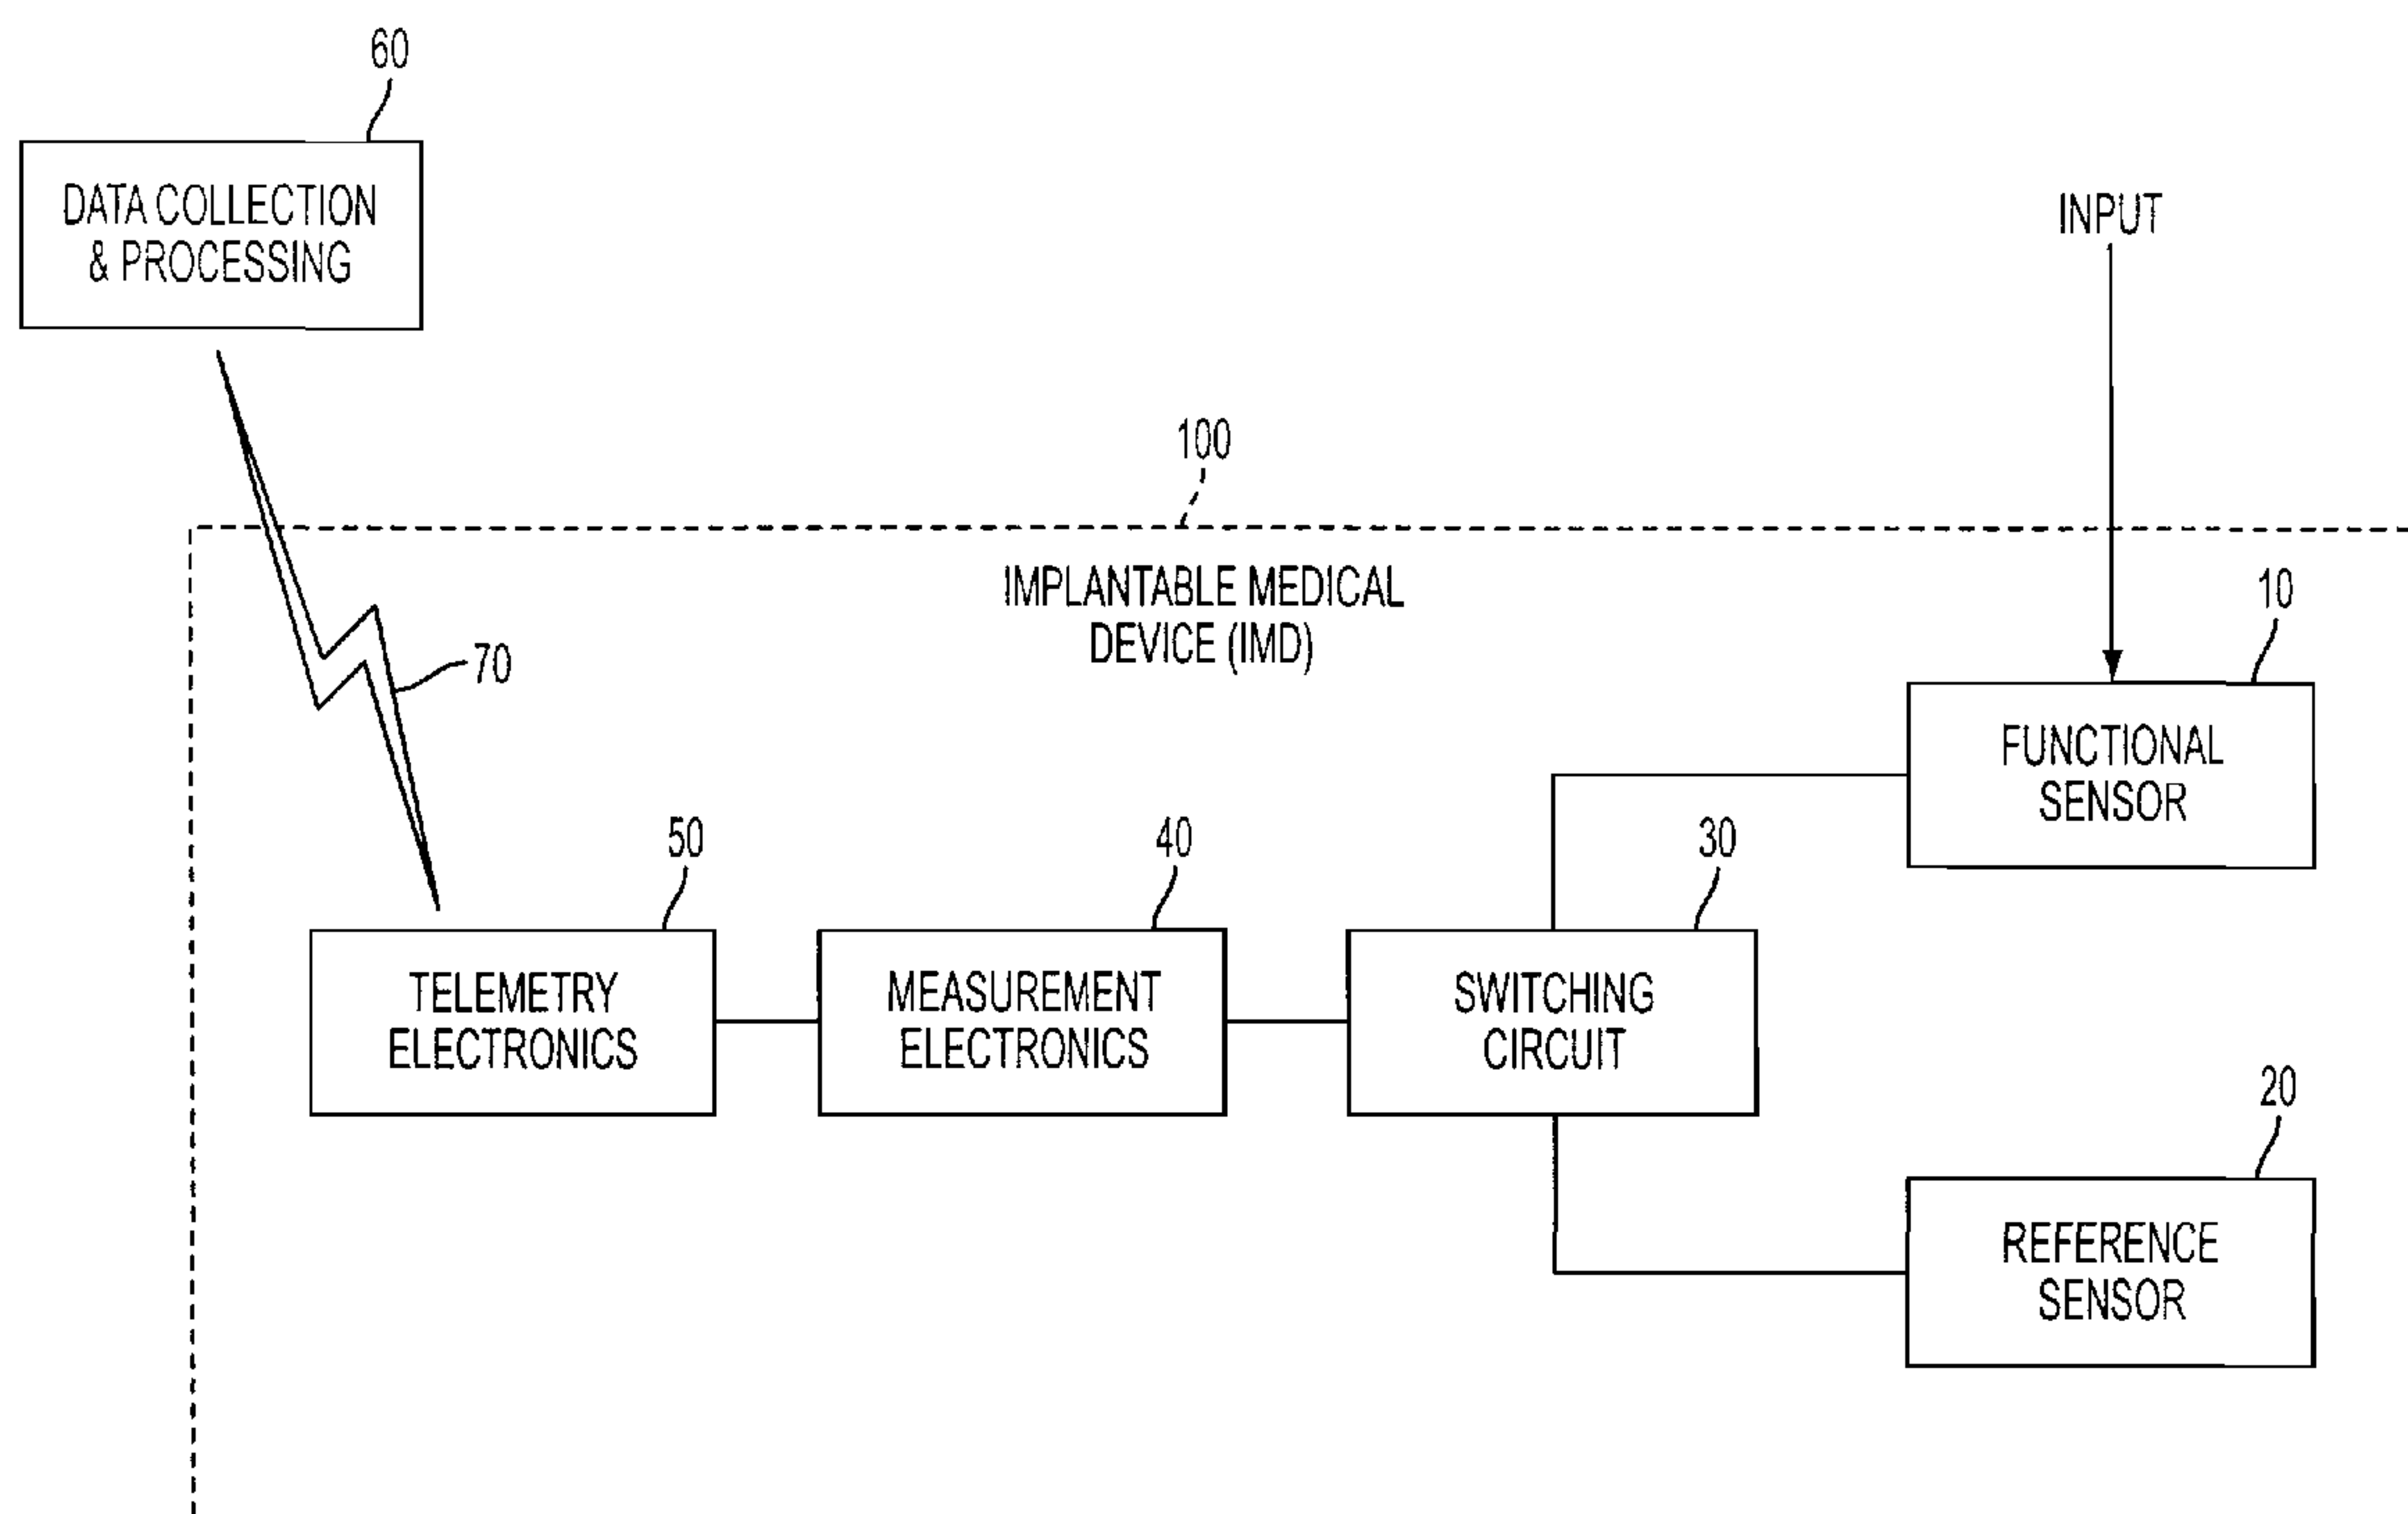 60
DATA COLLECTION
& PROCESSING
INPUT
100
IMPLANTABLE MEDICAL
DEVICE (IMD)
10
70
FUNCTIONAL
SENSOR
50
40
30
TELEMETRY
ELECTRONICS
MEASUREMENT
ELECTRONICS
SWITCHING
CIRCUIT
20
REFERENCE
SENSOR